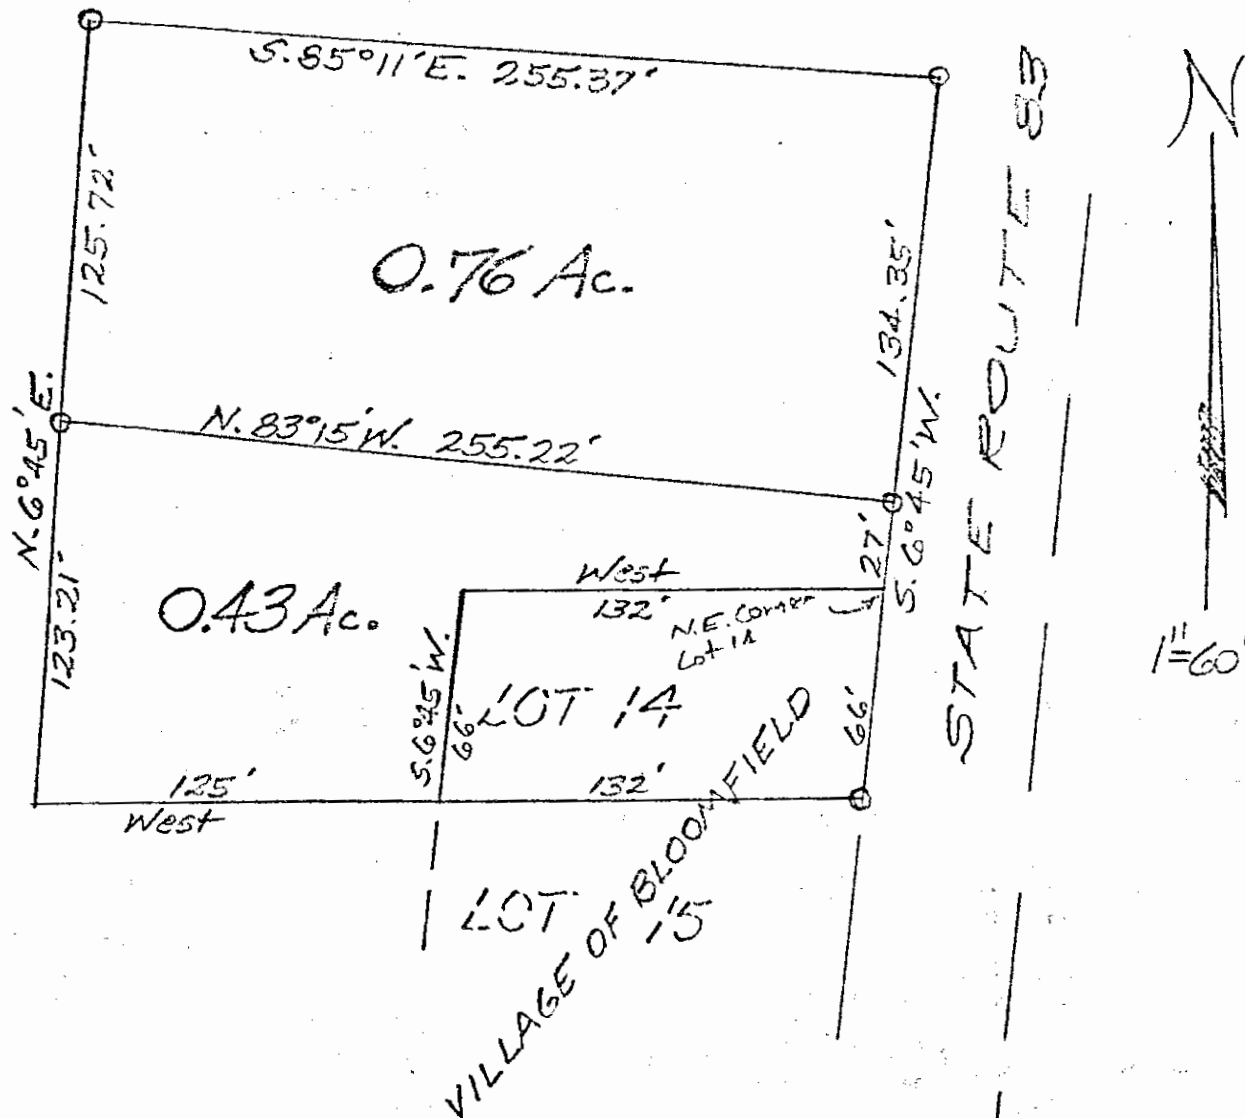 S.85°11'E. 255.37'
N
125.72'
0.76 Ac.
134.35'
STATE ROUTE 83
N.6°45'E.
N.83°15'W. 255.22'
S.6°45'W.
27'
1"=60'
123.21'
0.43 Ac.
West
132'
N.E. Corner
Lot 14
S.6°45'W.
66'
LOT 14
66'
125'
West
132'
LOT 15
VILLAGE OF BLOOMFIELD